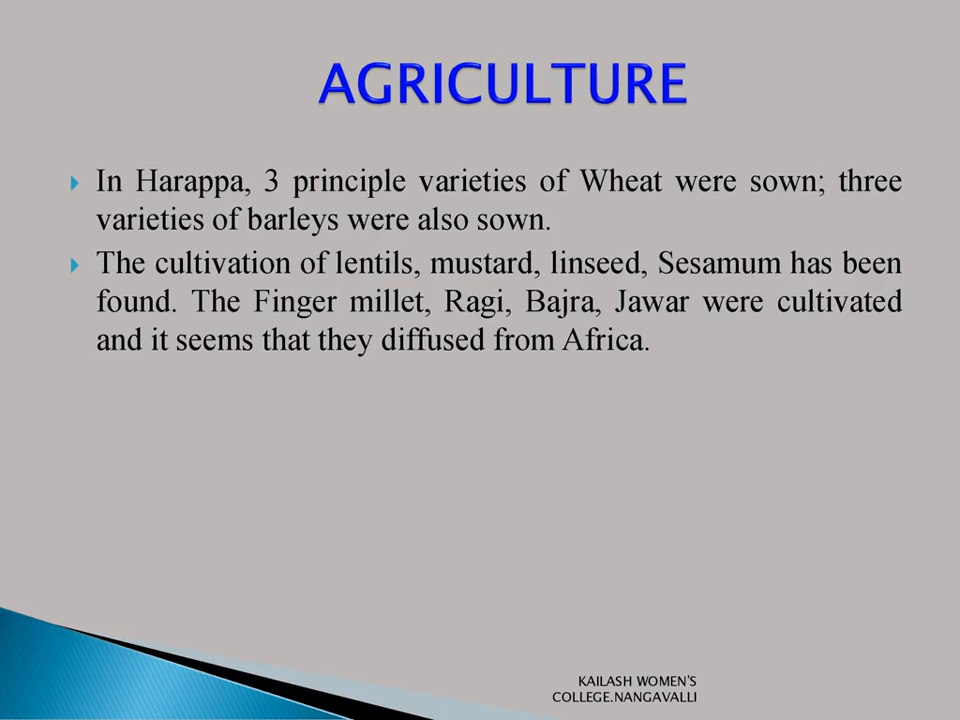 AGRICULTURE
In Harappa, 3 principle varieties of Wheat were sown; three
varieties of barleys were also sown.
The cultivation of lentils, mustard, linseed, Sesamum has been
found. The Finger millet, Ragi, Bajra, Jawar were cultivated
and it seems that they diffused from Africa.
KAILASH WOMEN'S
COLLEGE.NANGAVALLI